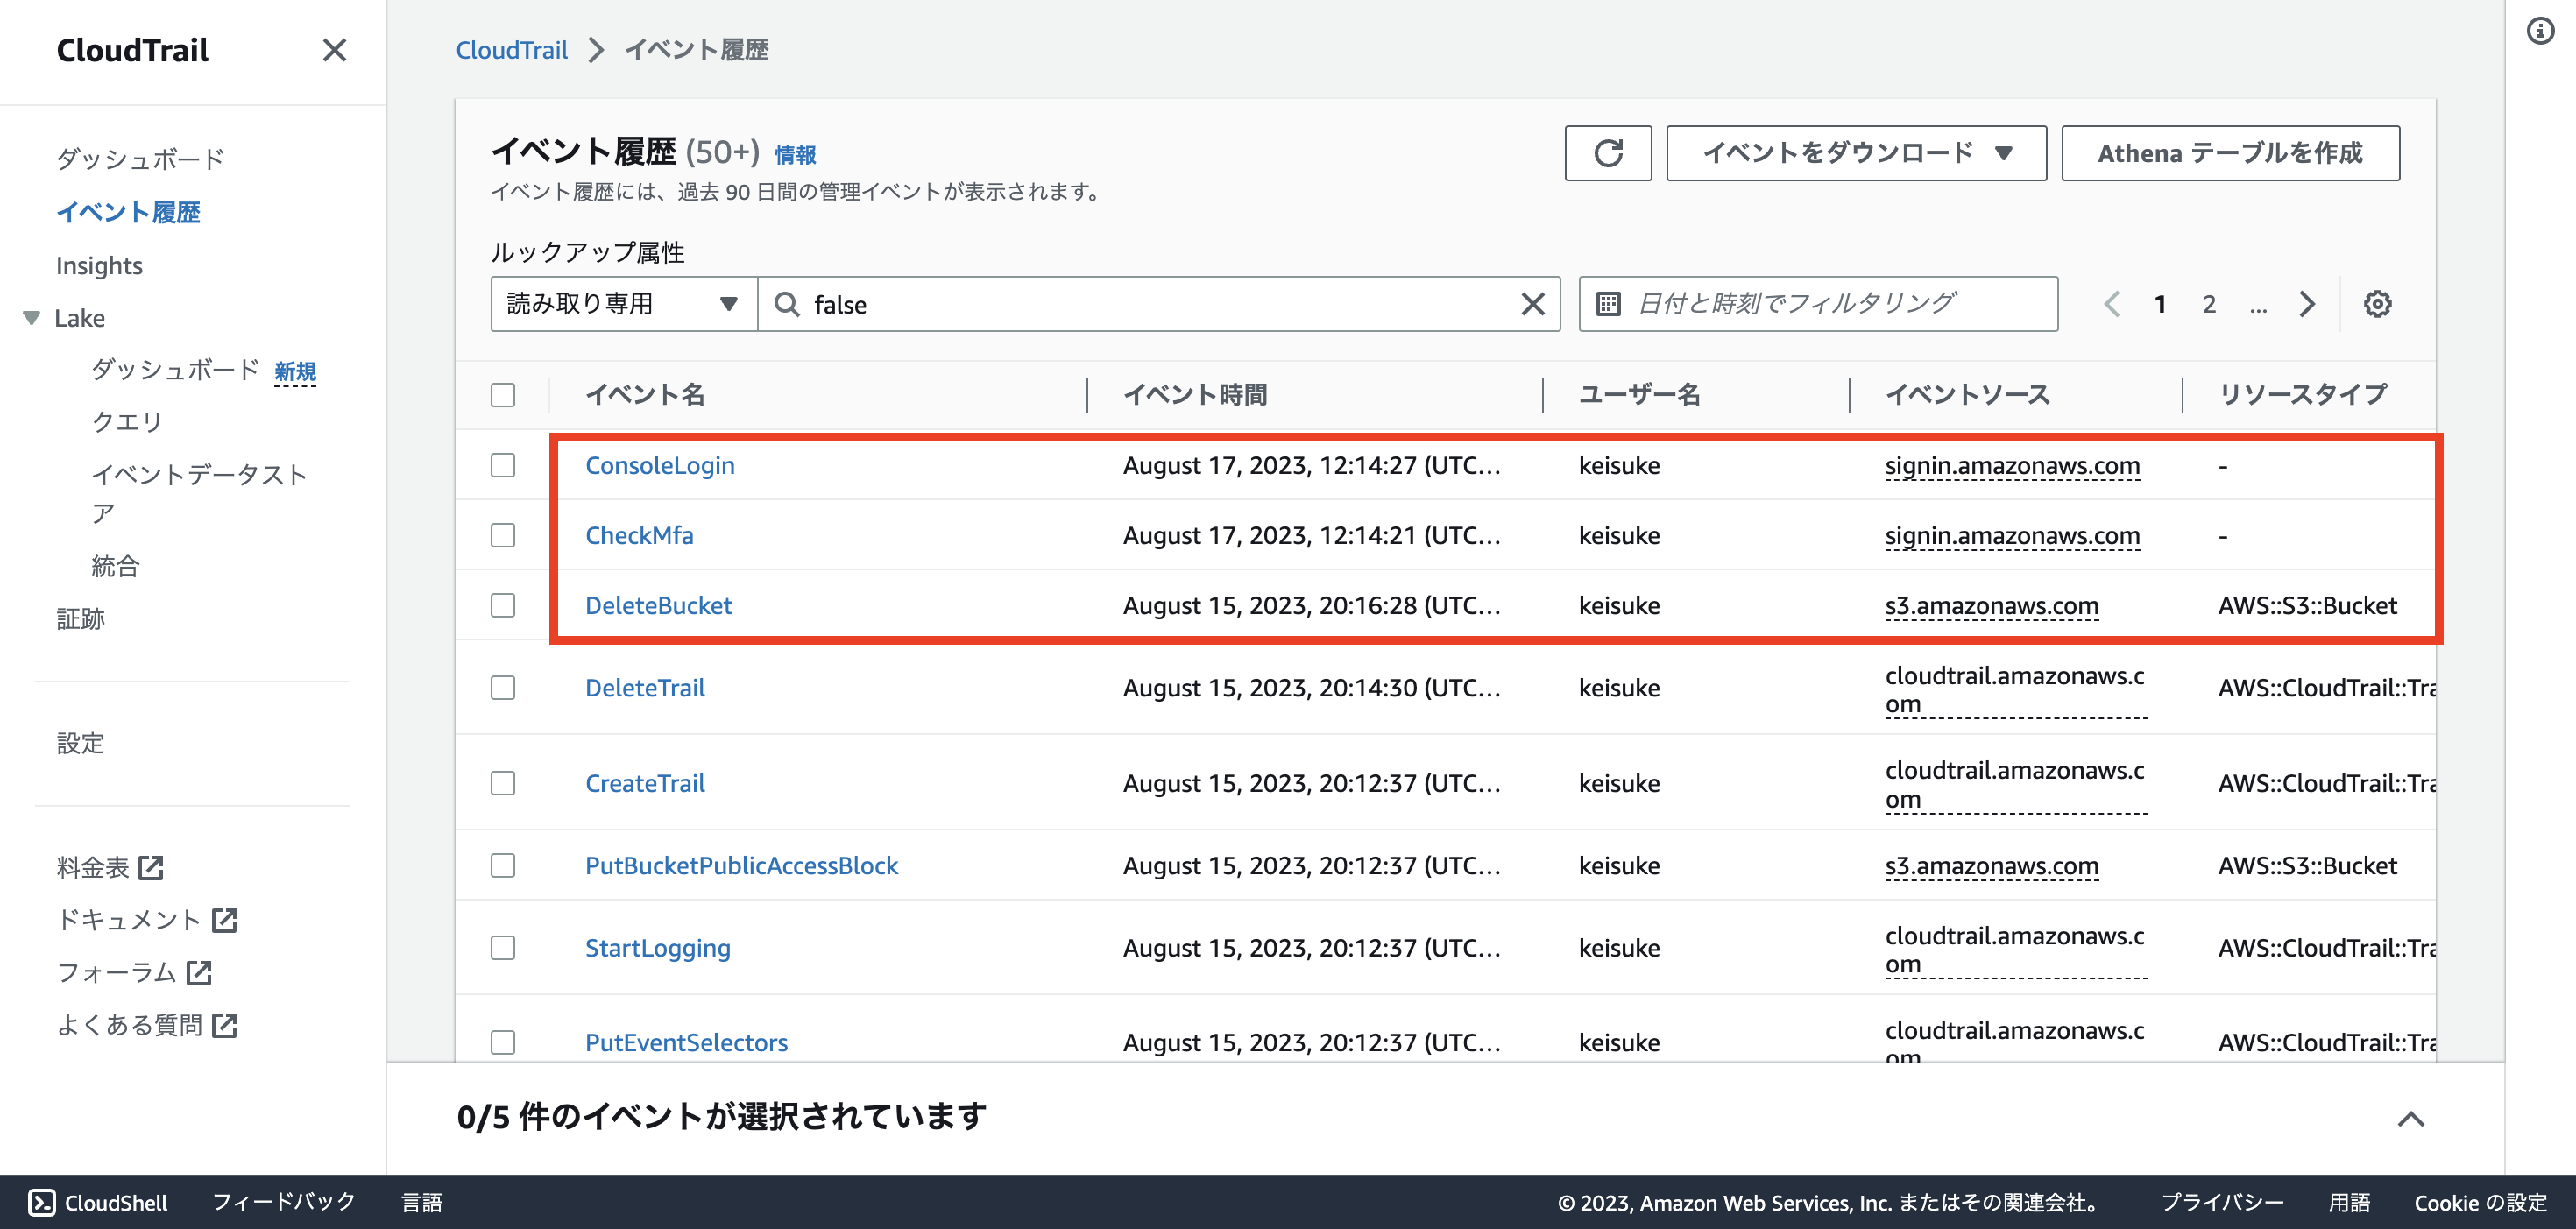 CloudTrail
ダッシュボード
イベント履歴
Insights
Lake
ダッシュボード 新規
クエリ
イベントデータスト
ア
統合
証跡
設定
料金表
ドキュメント
フォーラム
よくある質問
CloudTrail > イベント履歴
イベント履歴 (50+) 情報
イベント履歴には、過去 90 日間の管理イベントが表示されます。
イベントをダウンロード
Athena テーブルを作成
ルックアップ属性
読み取り専用 false 日付と時刻でフィルタリング 1 2 ...
イベント名 イベント時間 ユーザー名 イベントソース リソースタイプ
ConsoleLogin August 17, 2023, 12:14:27 (UTC... keisuke signin.amazonaws.com -
CheckMfa August 17, 2023, 12:14:21 (UTC... keisuke signin.amazonaws.com -
DeleteBucket August 15, 2023, 20:16:28 (UTC... keisuke s3.amazonaws.com AWS::S3::Bucket
DeleteTrail August 15, 2023, 20:14:30 (UTC... keisuke cloudtrail.amazonaws.c
om AWS::CloudTrail::Tra
CreateTrail August 15, 2023, 20:12:37 (UTC... keisuke cloudtrail.amazonaws.c
om AWS::CloudTrail::Tra
PutBucketPublicAccessBlock August 15, 2023, 20:12:37 (UTC... keisuke s3.amazonaws.com AWS::S3::Bucket
StartLogging August 15, 2023, 20:12:37 (UTC... keisuke cloudtrail.amazonaws.c
om AWS::CloudTrail::Tra
PutEventSelectors August 15, 2023, 20:12:37 (UTC... keisuke cloudtrail.amazonaws.c
om AWS::CloudTrail::Tra
0/5 件のイベントが選択されています
CloudShell フィードバック 言語 © 2023, Amazon Web Services, Inc. またはその関連会社。 プライバシー 用語 Cookie の設定